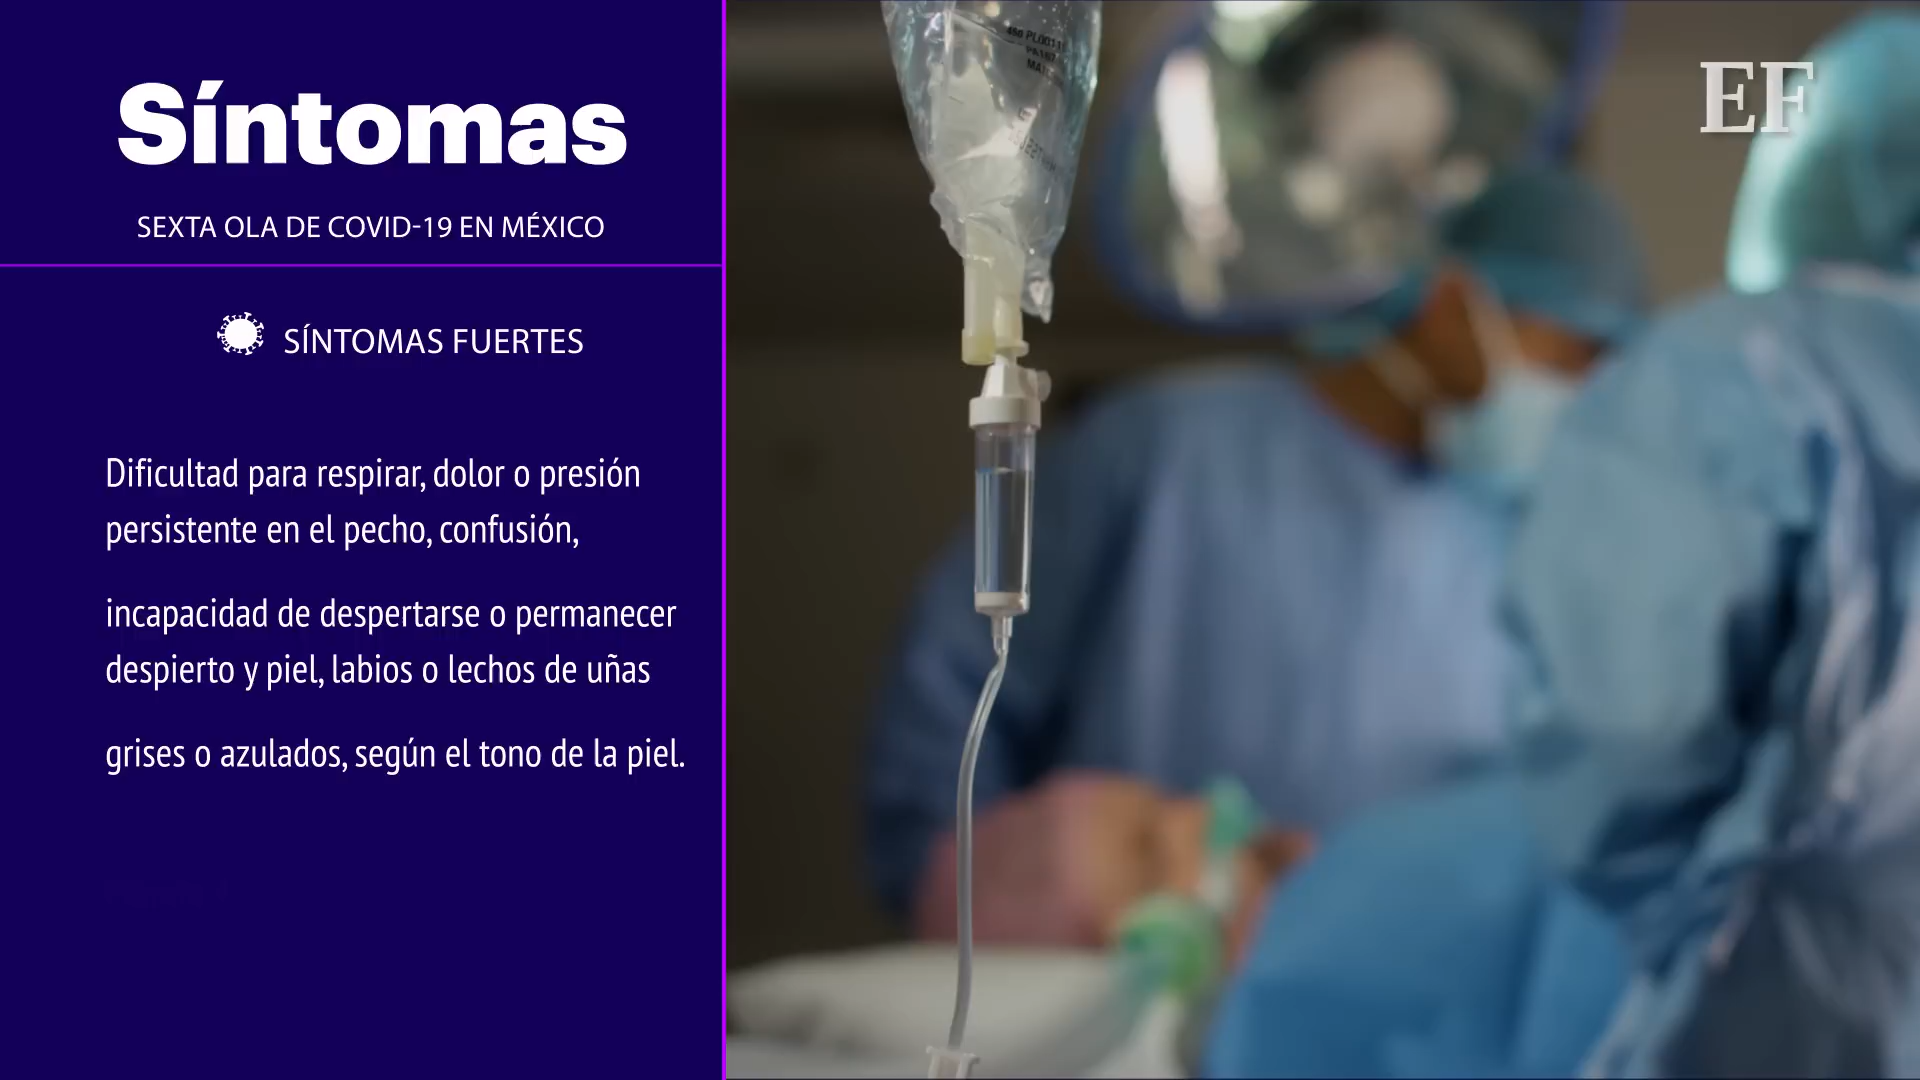 Síntomas
SEXTA OLA DE COVID-19 EN MÉXICO
SÍNTOMAS FUERTES
Dificultad para respirar, dolor o presión
persistente en el pecho, confusión,
incapacidad de despertarse o permanecer
despierto y piel, labios o lechos de uñas
grises o azulados, según el tono de la piel.
EF